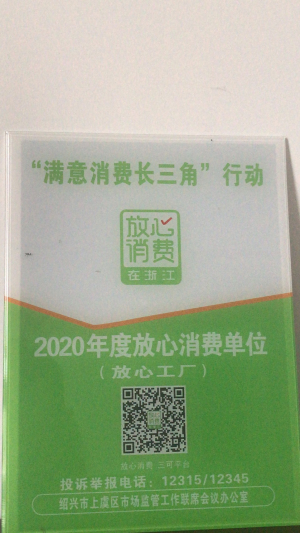 “满意消费长三角”行动
放心
消费
在浙江
2020年度放心消费单位
(放心工厂)
放心消费 三可平台
投诉举报电话：12315/12345
绍兴市上虞区市场监管工作联席会议办公室